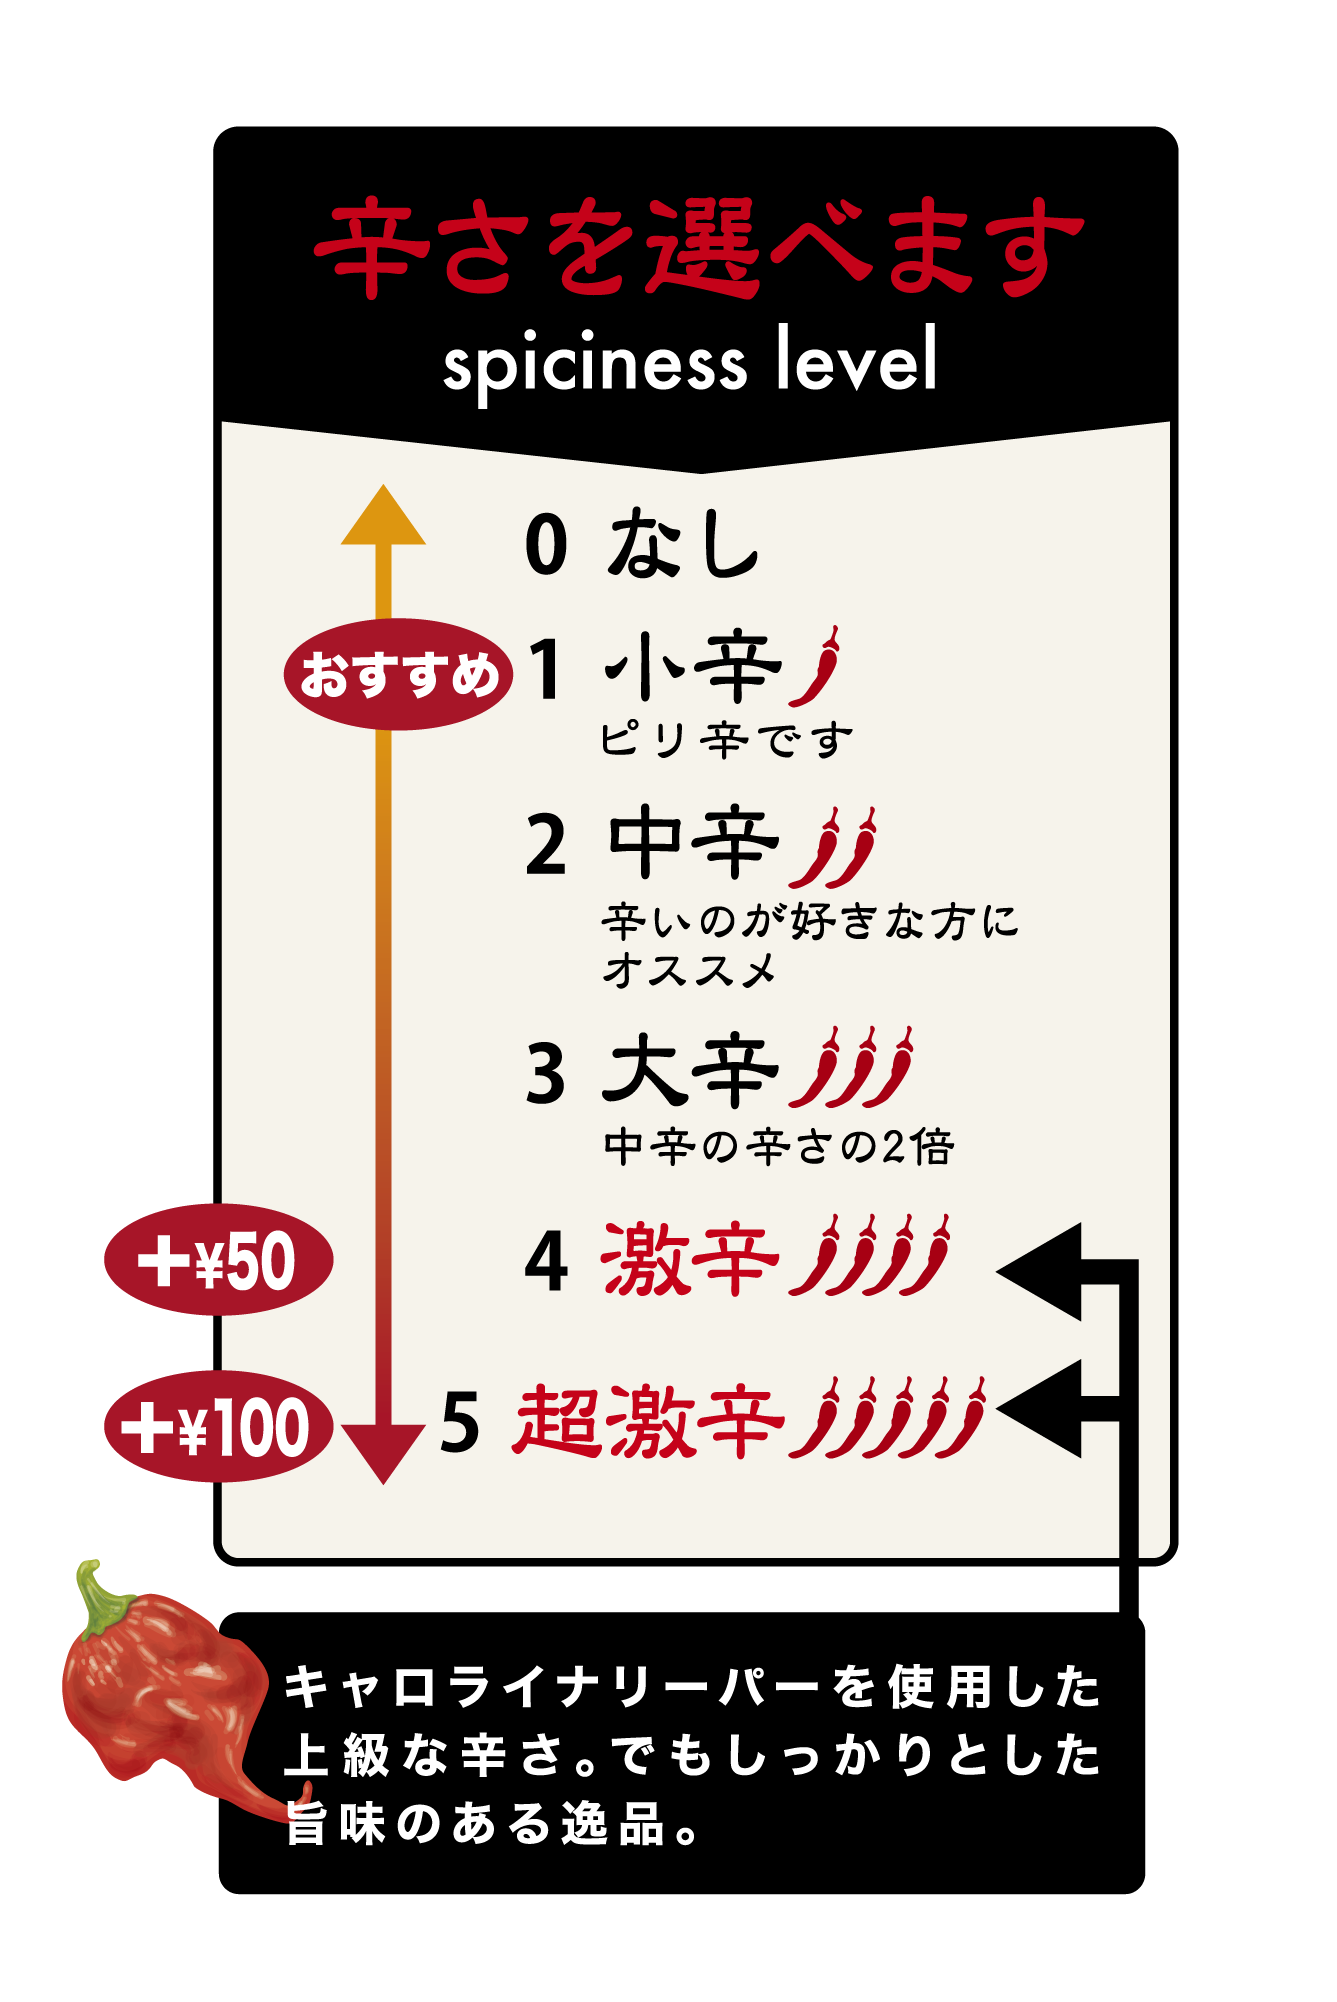 辛さを選べます
spiciness level
0 なし
おすすめ
1 小辛
ピリ辛です
2 中辛
辛いのが好きな方に
オススメ
3 大辛
中辛の辛さの2倍
+¥50
4 激辛
+¥100
5 超激辛
キャロライナリーパーを使用した
上級な辛さ。でもしっかりとした
旨味のある逸品。